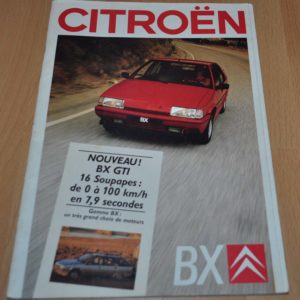 CITROËN
BX
NOUVEAU!
BX GTI
16 Soupapes:
de 0 à 100 km/h
en 7,9 secondes
Gamme BX:
un très grand choix de moteurs
BX